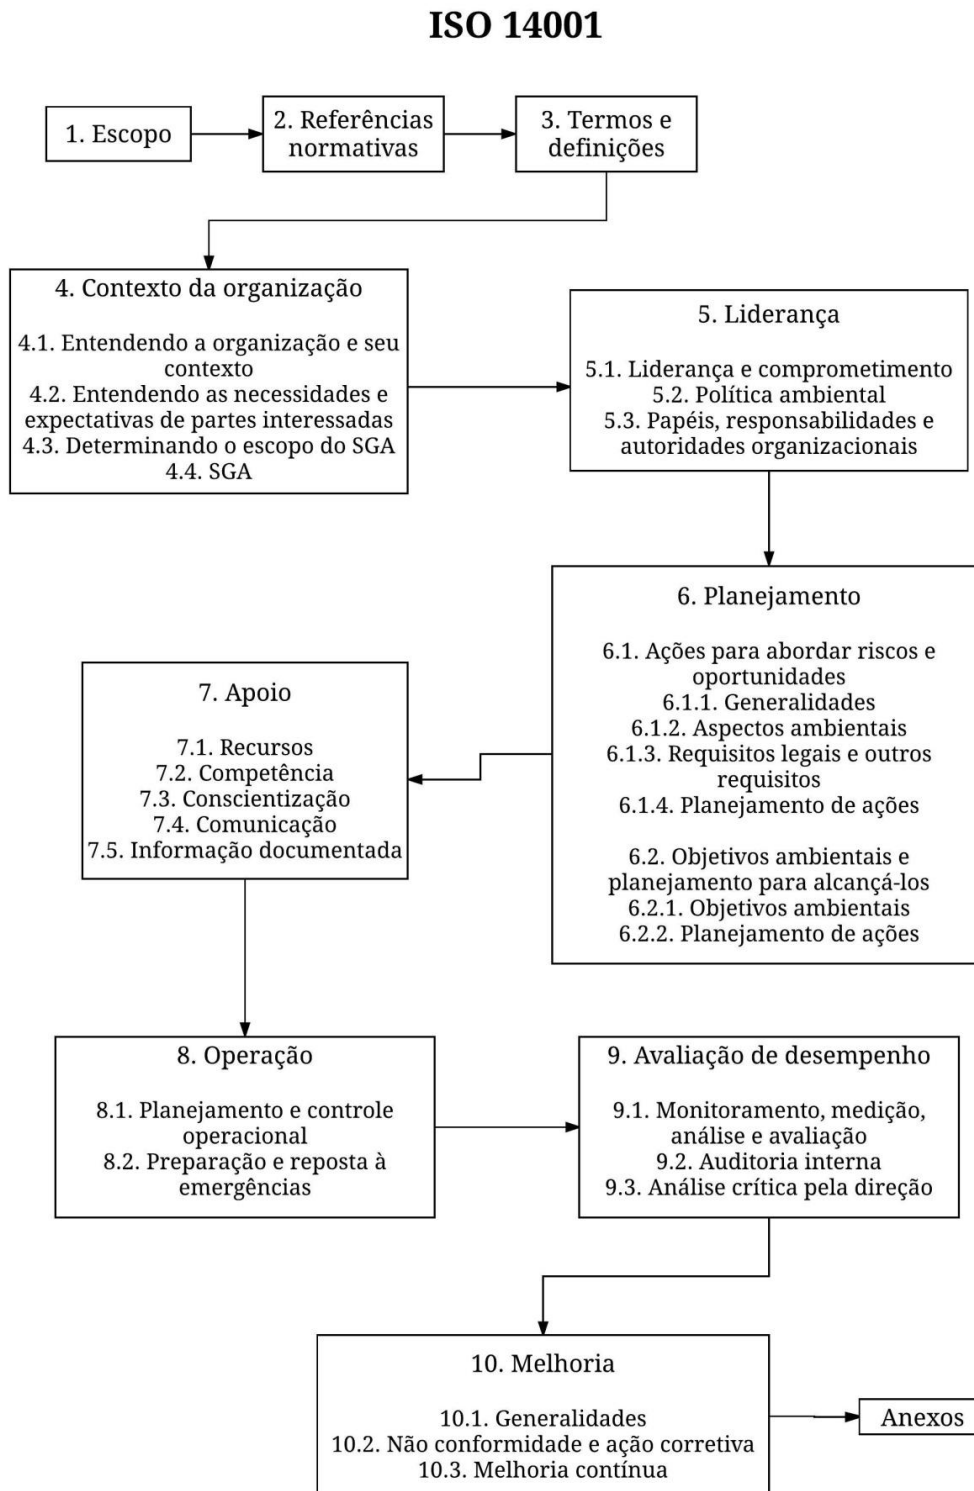 ISO 14001
1. Escopo
2. Referências
normativas
3. Termos e
definições
4. Contexto da organização
4.1. Entendendo a organização e seu
contexto
4.2. Entendendo as necessidades e
expectativas de partes interessadas
4.3. Determinando o escopo do SGA
4.4. SGA
5. Liderança
5.1. Liderança e comprometimento
5.2. Política ambiental
5.3. Papéis, responsabilidades e
autoridades organizacionais
6. Planejamento
6.1. Ações para abordar riscos e
oportunidades
6.1.1. Generalidades
6.1.2. Aspectos ambientais
6.1.3. Requisitos legais e outros
requisitos
6.1.4. Planejamento de ações
6.2. Objetivos ambientais e
planejamento para alcançá-los
6.2.1. Objetivos ambientais
6.2.2. Planejamento de ações
7. Apoio
7.1. Recursos
7.2. Competência
7.3. Conscientização
7.4. Comunicação
7.5. Informação documentada
8. Operação
8.1. Planejamento e controle
operacional
8.2. Preparação e reposta à
emergências
9. Avaliação de desempenho
9.1. Monitoramento, medição,
análise e avaliação
9.2. Auditoria interna
9.3. Análise crítica pela direção
10. Melhoria
10.1. Generalidades
10.2. Não conformidade e ação corretiva
10.3. Melhoria contínua
Anexos